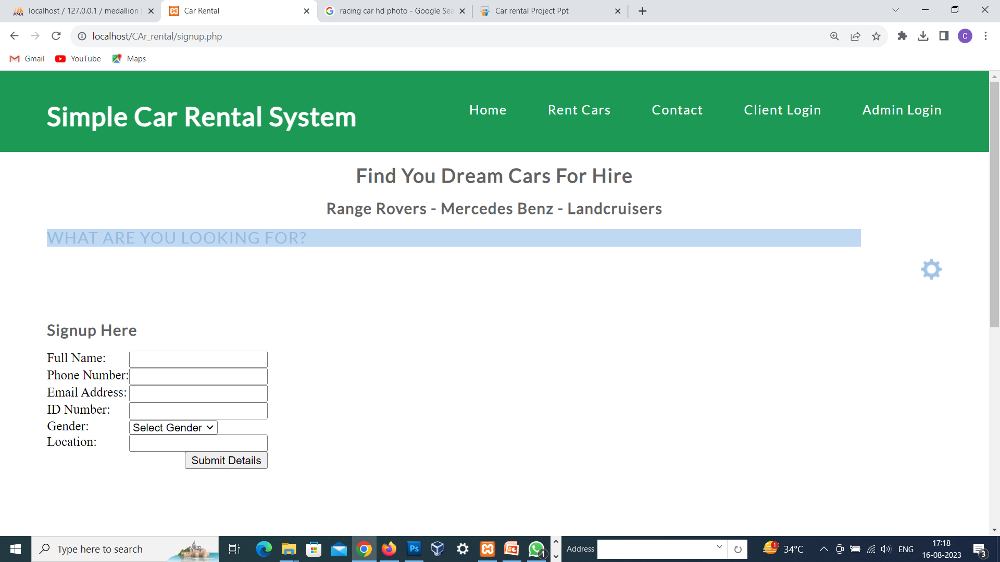 localhost / 127.0.0.1 / medallion
Car Rental
racing car hd photo - Google Sea
Car rental Project Ppt
localhost/CAr_rental/signup.php
C
Gmail
YouTube
Maps
Simple Car Rental System
Home
Rent Cars
Contact
Client Login
Admin Login
Find You Dream Cars For Hire
Range Rovers - Mercedes Benz - Landcruisers
WHAT ARE YOU LOOKING FOR?
Signup Here
Full Name:
Phone Number:
Email Address:
ID Number:
Gender:
Select Gender
Location:
Submit Details
Type here to search
Ps
1
Address
1
34°C
ENG
17:18
16-08-2023
3